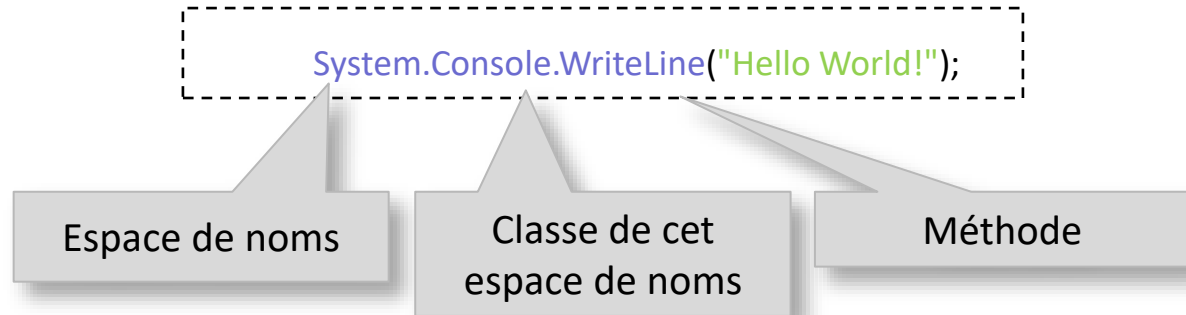 System.Console.WriteLine("Hello World!");
Espace de noms
Classe de cet
espace de noms
Méthode